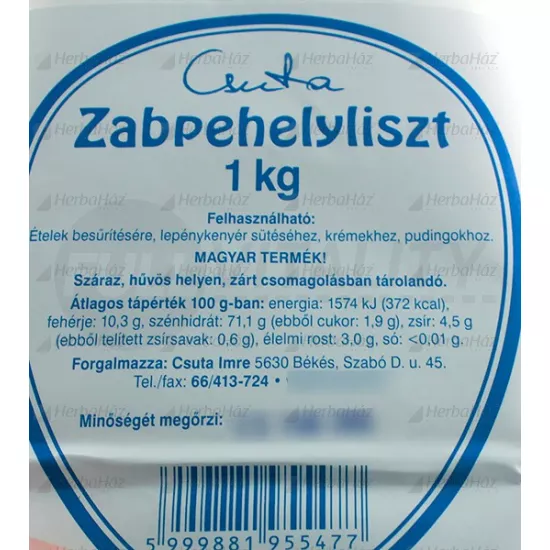 Csuta
Zabpehelyliszt
1 kg
Felhasználható:
Ételek besűrítésére, lepénykenyér sütéséhez, krémekhez, pudingokhoz.
MAGYAR TERMÉK!
Száraz, hűvös helyen, zárt csomagolásban tárolandó.
Átlagos tápérték 100 g-ban: energia: 1574 kJ (372 kcal),
fehérje: 10,3 g, szénhidrát: 71,1 g (ebből cukor: 1,9 g), zsír: 4,5 g
(ebből telített zsírsavak: 0,6 g), élelmi rost: 3,0 g, só: <0,01 g.
Forgalmazza: Csuta Imre 5630 Békés, Szabó D. u. 45.
Tel./fax: 66/413-724 •
Minőségét megőrzi:
5 999881 955477
HerbaHáz